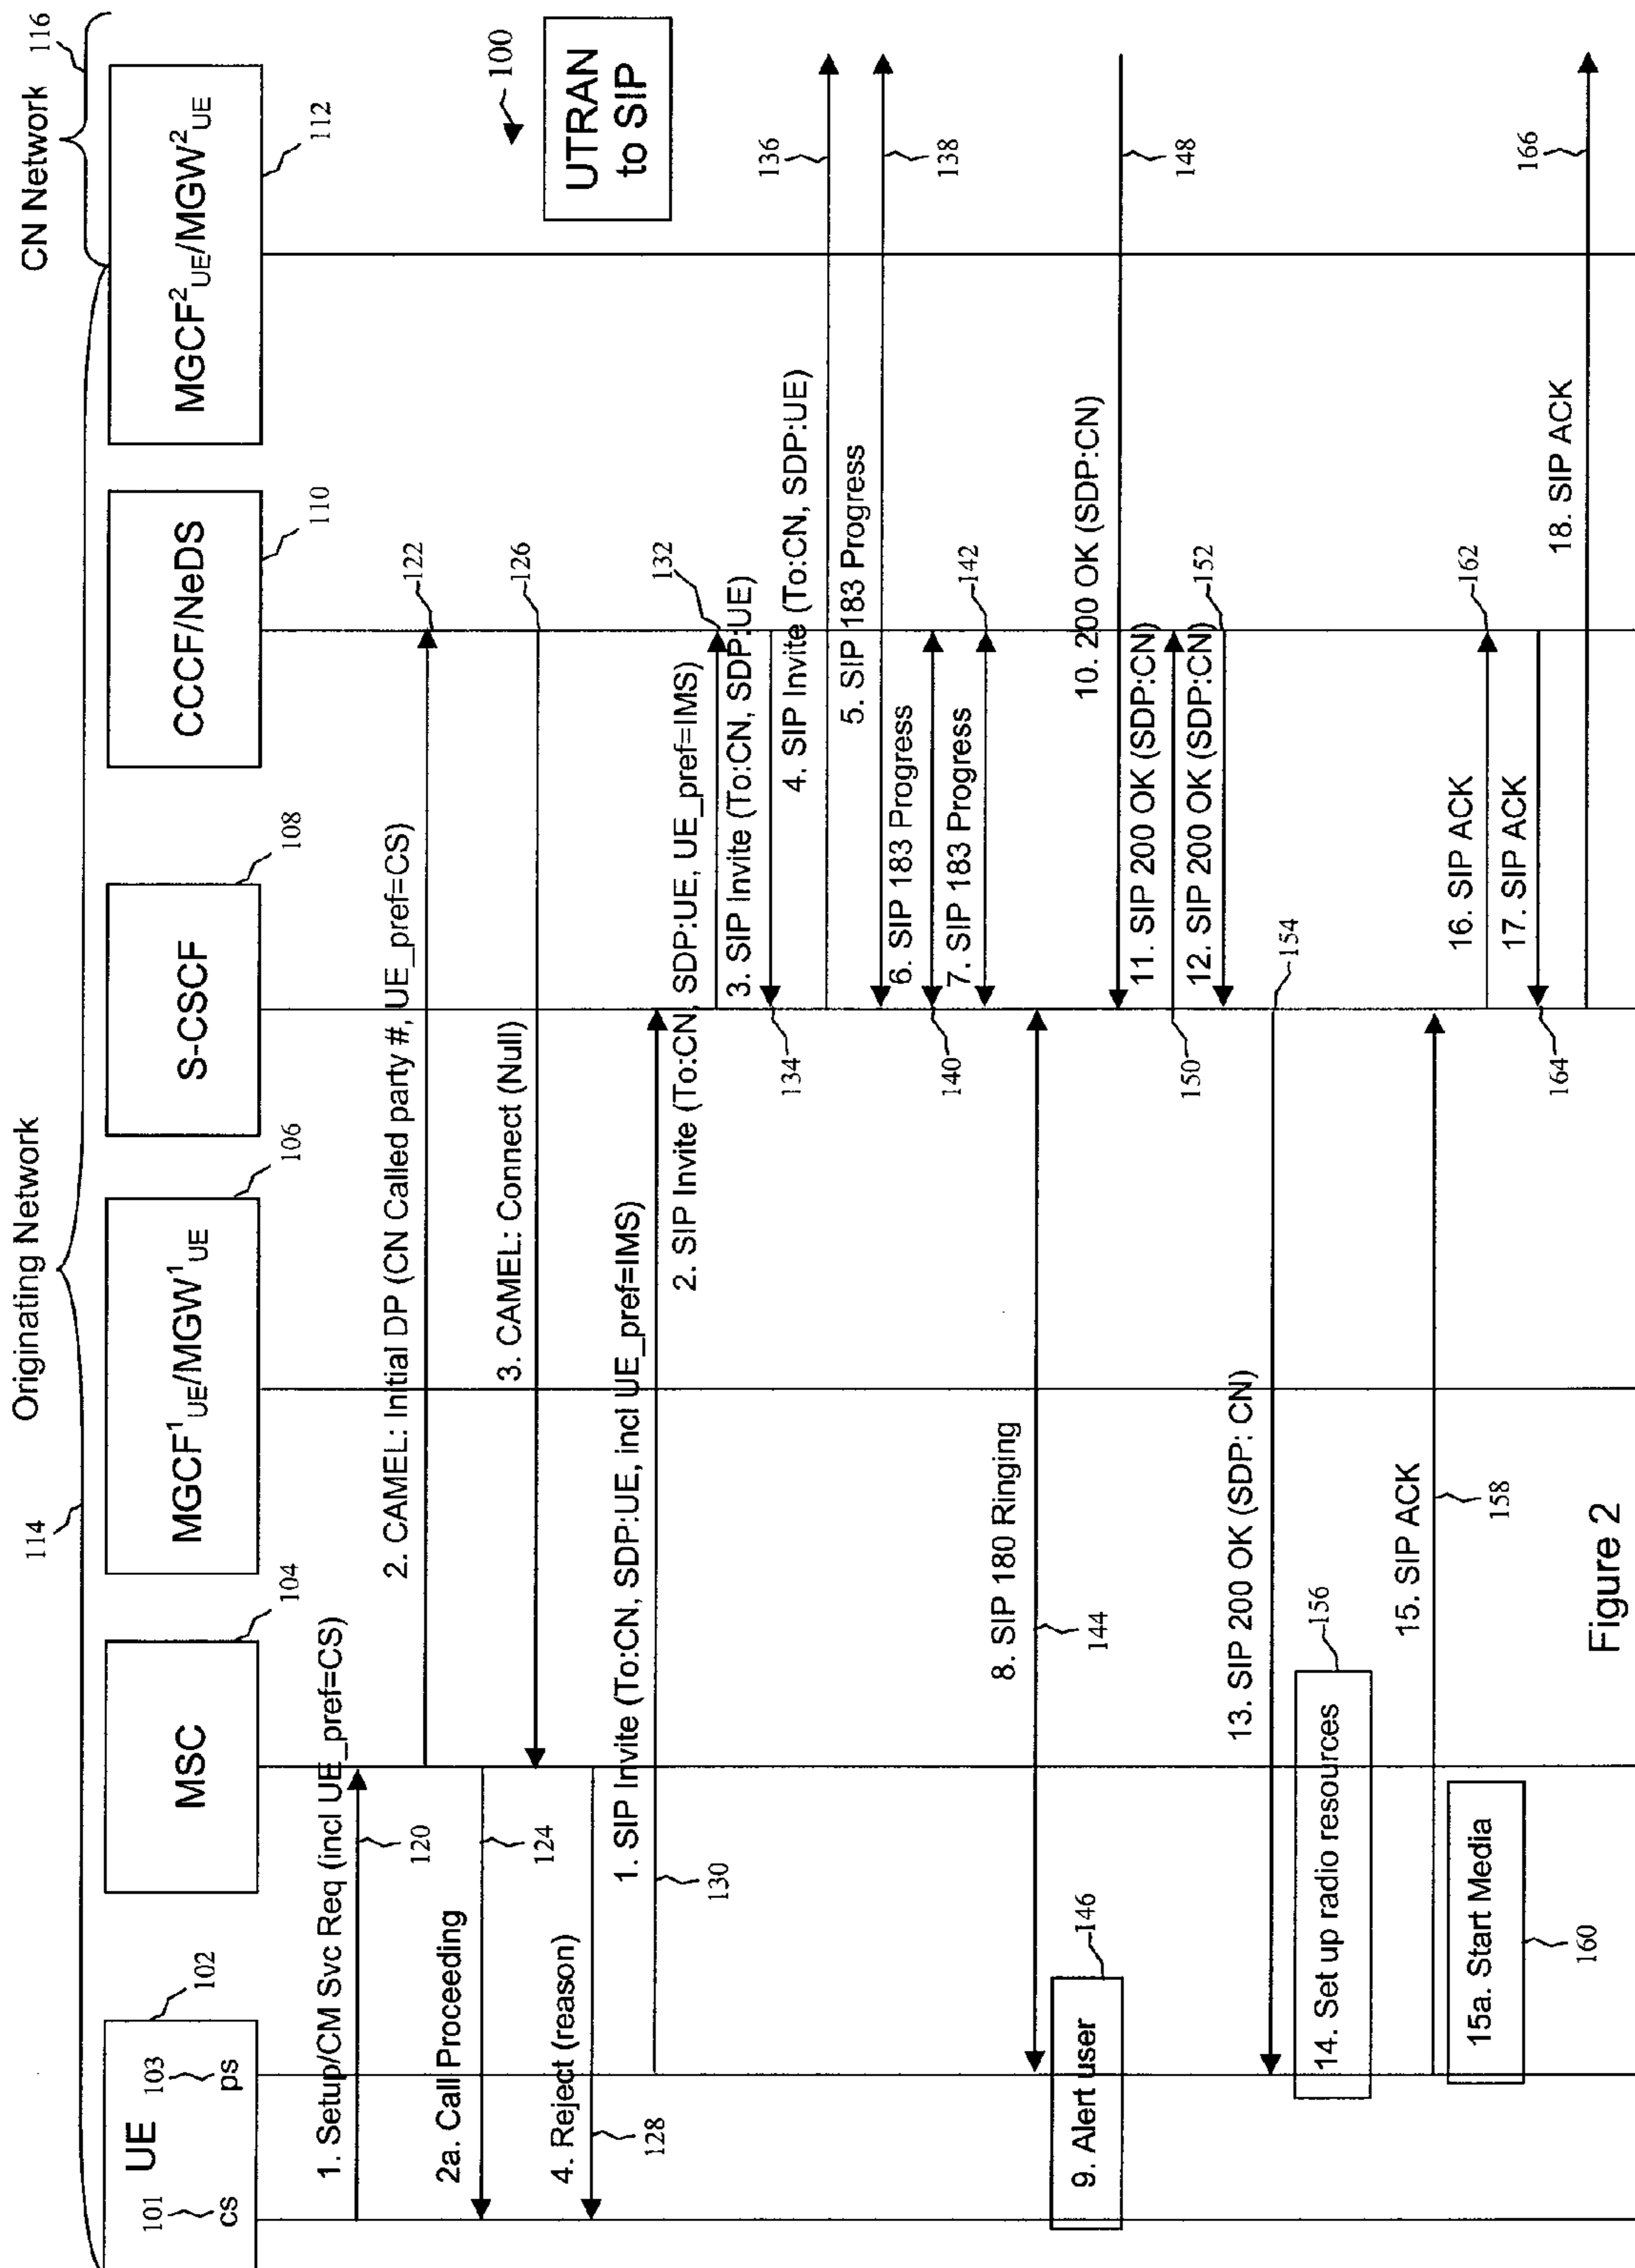 Originating Network
CN Network
116
114
UE
101
103
cs
ps
102
MSC
104
MGCF¹UE/MGW¹UE
106
S-CSCF
108
CCCF/NeDS
110
MGCF²UE/MGW²UE
112
100
UTRAN
to SIP
1. Setup/CM Svc Req (incl UE_pref=CS)
120
2. CAMEL: Initial DP (CN Called party #, UE_pref=CS)
122
2a. Call Proceeding
124
3. CAMEL: Connect (Null)
126
4. Reject (reason)
128
1. SIP Invite (To:CN, SDP:UE, incl UE_pref=IMS)
130
2. SIP Invite (To:CN, SDP:UE, UE_pref=IMS)
132
3. SIP Invite (To:CN, SDP:UE)
134
4. SIP Invite (To:CN, SDP:UE)
136
5. SIP 183 Progress
138
6. SIP 183 Progress
140
7. SIP 183 Progress
142
8. SIP 180 Ringing
144
9. Alert user
146
10. 200 OK (SDP:CN)
148
11. SIP 200 OK (SDP:CN)
150
12. SIP 200 OK (SDP:CN)
152
13. SIP 200 OK (SDP: CN)
154
14. Set up radio resources
156
15. SIP ACK
158
15a. Start Media
160
16. SIP ACK
162
17. SIP ACK
164
18. SIP ACK
166
Figure 2